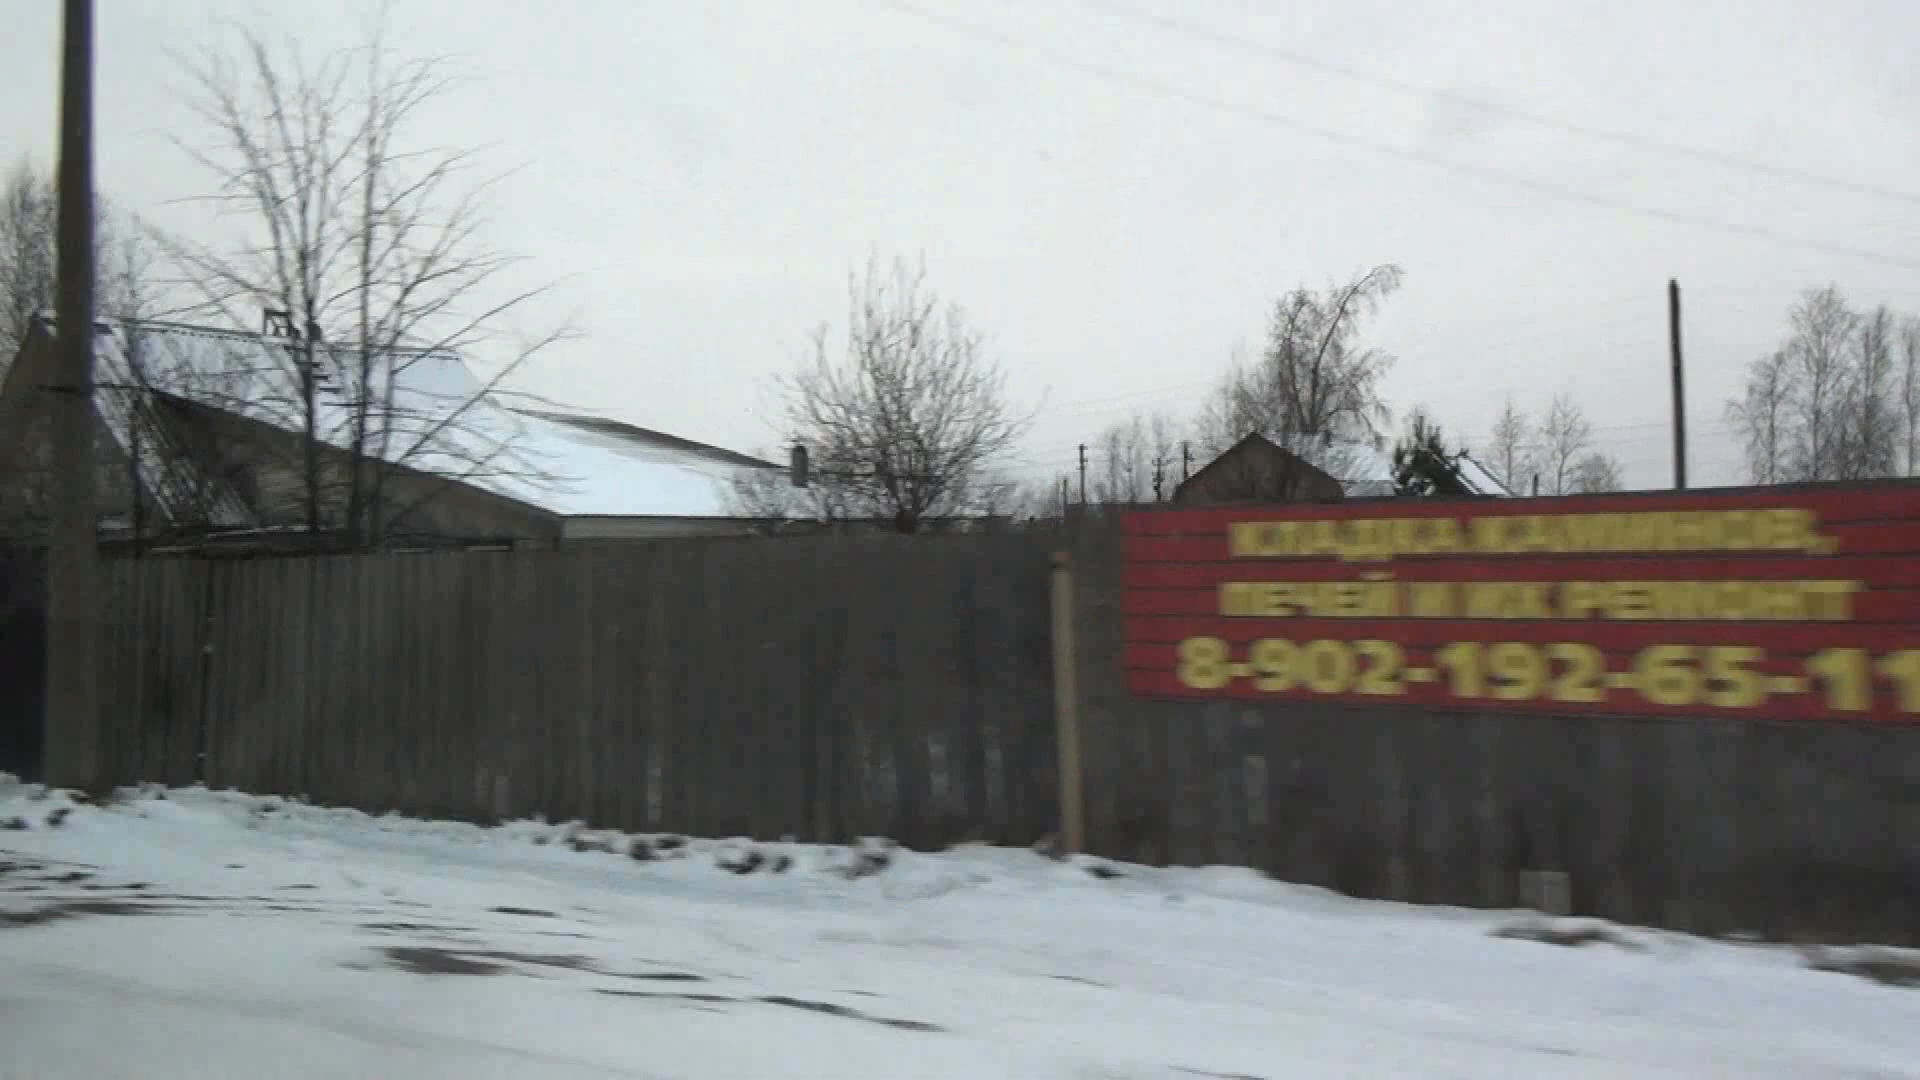 КЛАДКА КАМИНОВ,
ПЕЧЕЙ И ИХ РЕМОНТ
8-902-192-65-11